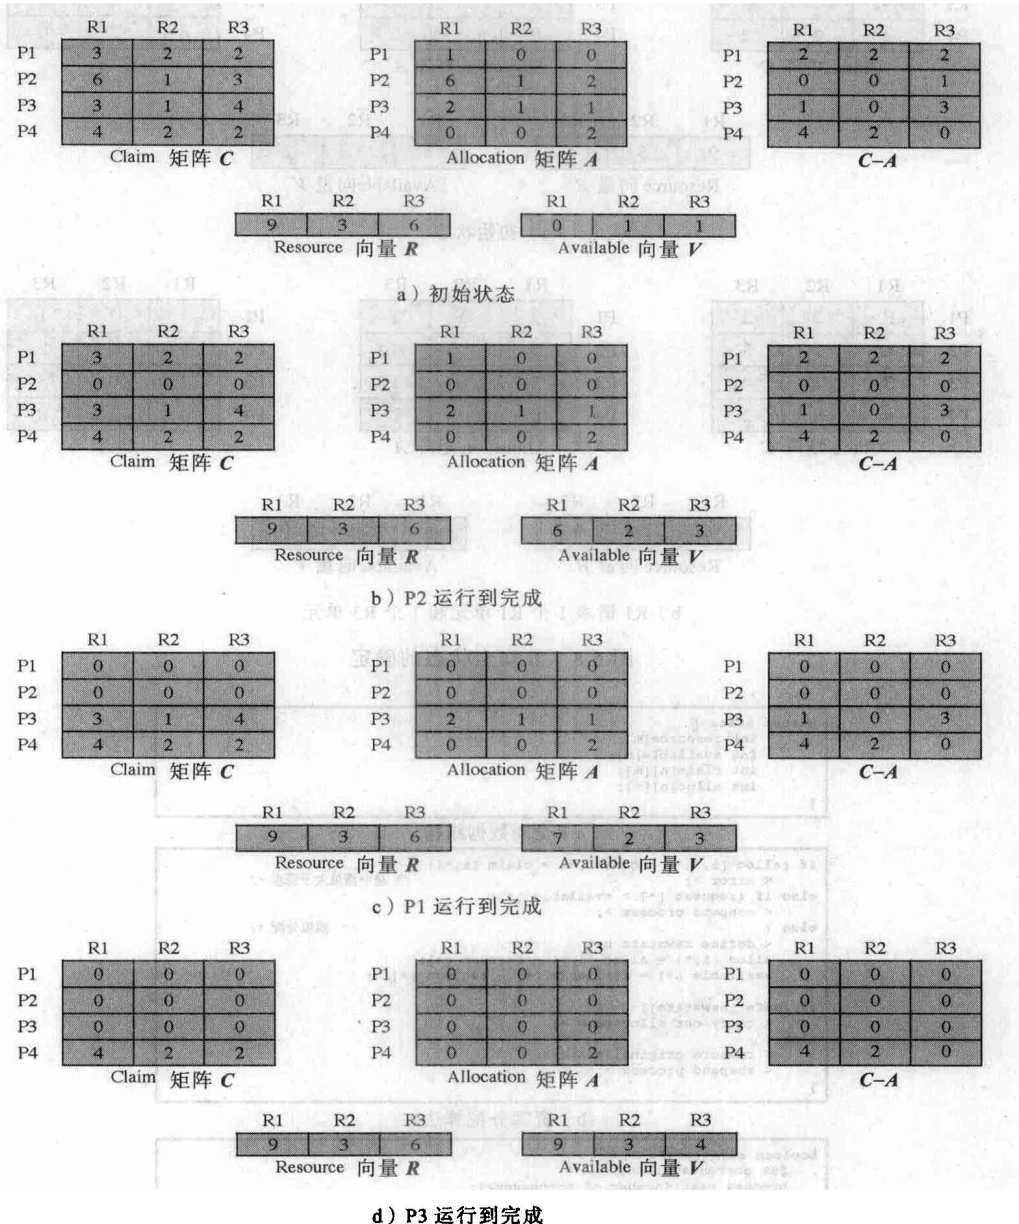 R1 R2 R3 R1 R2 R3 R1 R2 R3
P1 3 2 2 P1 1 0 0 P1 2 2 2
P2 6 1 3 P2 6 1 2 P2 0 0 1
P3 3 1 4 P3 2 1 1 P3 1 0 3
P4 4 2 2 P4 0 0 2 P4 4 2 0
Claim 矩阵 C Allocation 矩阵 A C–A
R1 R2 R3 R1 R2 R3
9 3 6 0 1 1
Resource 向量 R Available 向量 V
a）初始状态
R1 R2 R3 R1 R2 R3 R1 R2 R3
P1 3 2 2 P1 1 0 0 P1 2 2 2
P2 0 0 0 P2 0 0 0 P2 0 0 0
P3 3 1 4 P3 2 1 1 P3 1 0 3
P4 4 2 2 P4 0 0 2 P4 4 2 0
Claim 矩阵 C Allocation 矩阵 A C–A
R1 R2 R3 R1 R2 R3
9 3 6 6 2 3
Resource 向量 R Available 向量 V
b）P2 运行到完成
R1 R2 R3 R1 R2 R3 R1 R2 R3
P1 0 0 0 P1 0 0 0 P1 0 0 0
P2 0 0 0 P2 0 0 0 P2 0 0 0
P3 3 1 4 P3 2 1 1 P3 1 0 3
P4 4 2 2 P4 0 0 2 P4 4 2 0
Claim 矩阵 C Allocation 矩阵 A C–A
R1 R2 R3 R1 R2 R3
9 3 6 7 2 3
Resource 向量 R Available 向量 V
c）P1 运行到完成
R1 R2 R3 R1 R2 R3 R1 R2 R3
P1 0 0 0 P1 0 0 0 P1 0 0 0
P2 0 0 0 P2 0 0 0 P2 0 0 0
P3 0 0 0 P3 0 0 0 P3 0 0 0
P4 4 2 2 P4 0 0 2 P4 4 2 0
Claim 矩阵 C Allocation 矩阵 A C–A
R1 R2 R3 R1 R2 R3
9 3 6 9 3 4
Resource 向量 R Available 向量 V
d）P3 运行到完成